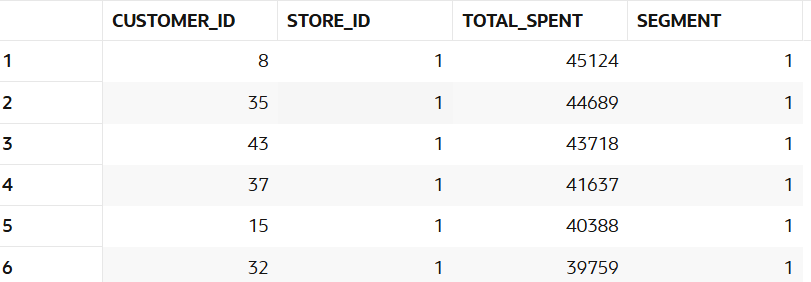 CUSTOMER_ID STORE_ID TOTAL_SPENT SEGMENT
1 8 1 45124 1
2 35 1 44689 1
3 43 1 43718 1
4 37 1 41637 1
5 15 1 40388 1
6 32 1 39759 1